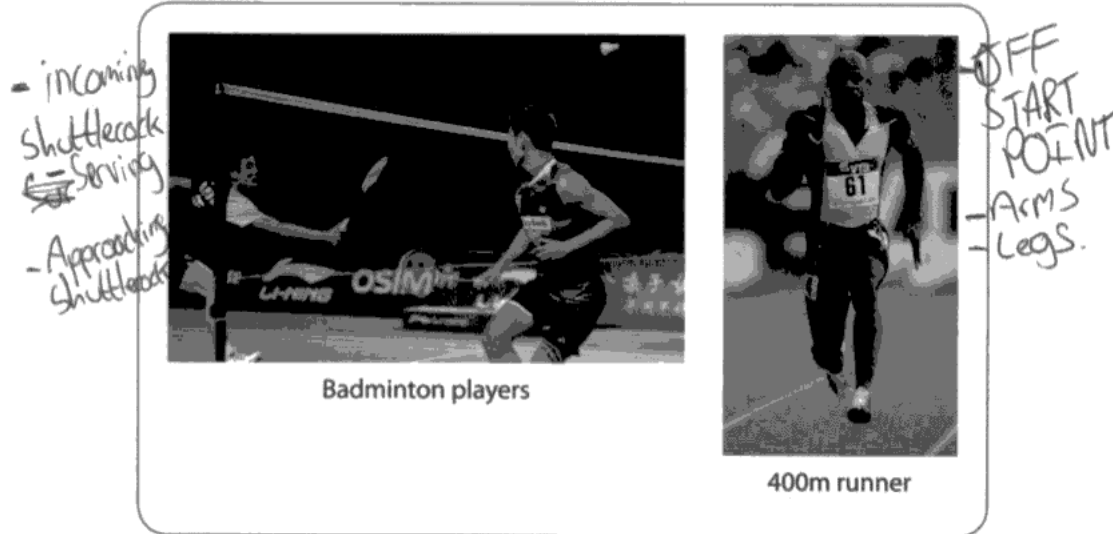 - incoming
shuttlecock
- Serving
- Approaching
shuttlecock
LI-NING
OSIM
61
- OFF
START
POINT
- Arms
- Legs.
Badminton players
400m runner